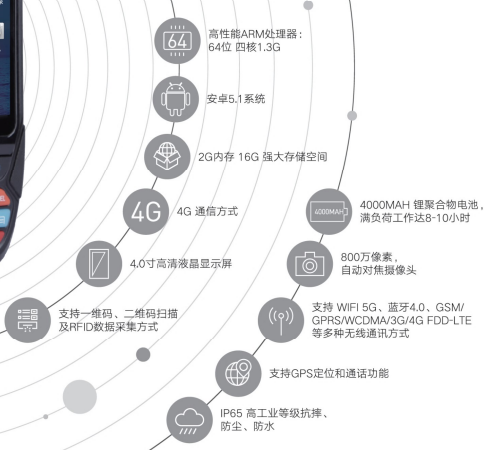 64
高性能ARM处理器：
64位 四核1.3G
安卓5.1系统
2G内存 16G 强大存储空间
4G
4G 通信方式
4.0寸高清液晶显示屏
支持一维码、二维码扫描
及RFID数据采集方式
4000MAH
4000MAH 锂聚合物电池，
满负荷工作达8-10小时
800万像素，
自动对焦摄像头
支持 WIFI 5G、蓝牙4.0、GSM/
GPRS/WCDMA/3G/4G FDD-LTE
等多种无线通讯方式
支持GPS定位和通话功能
IP65 高工业等级抗摔、
防尘、防水